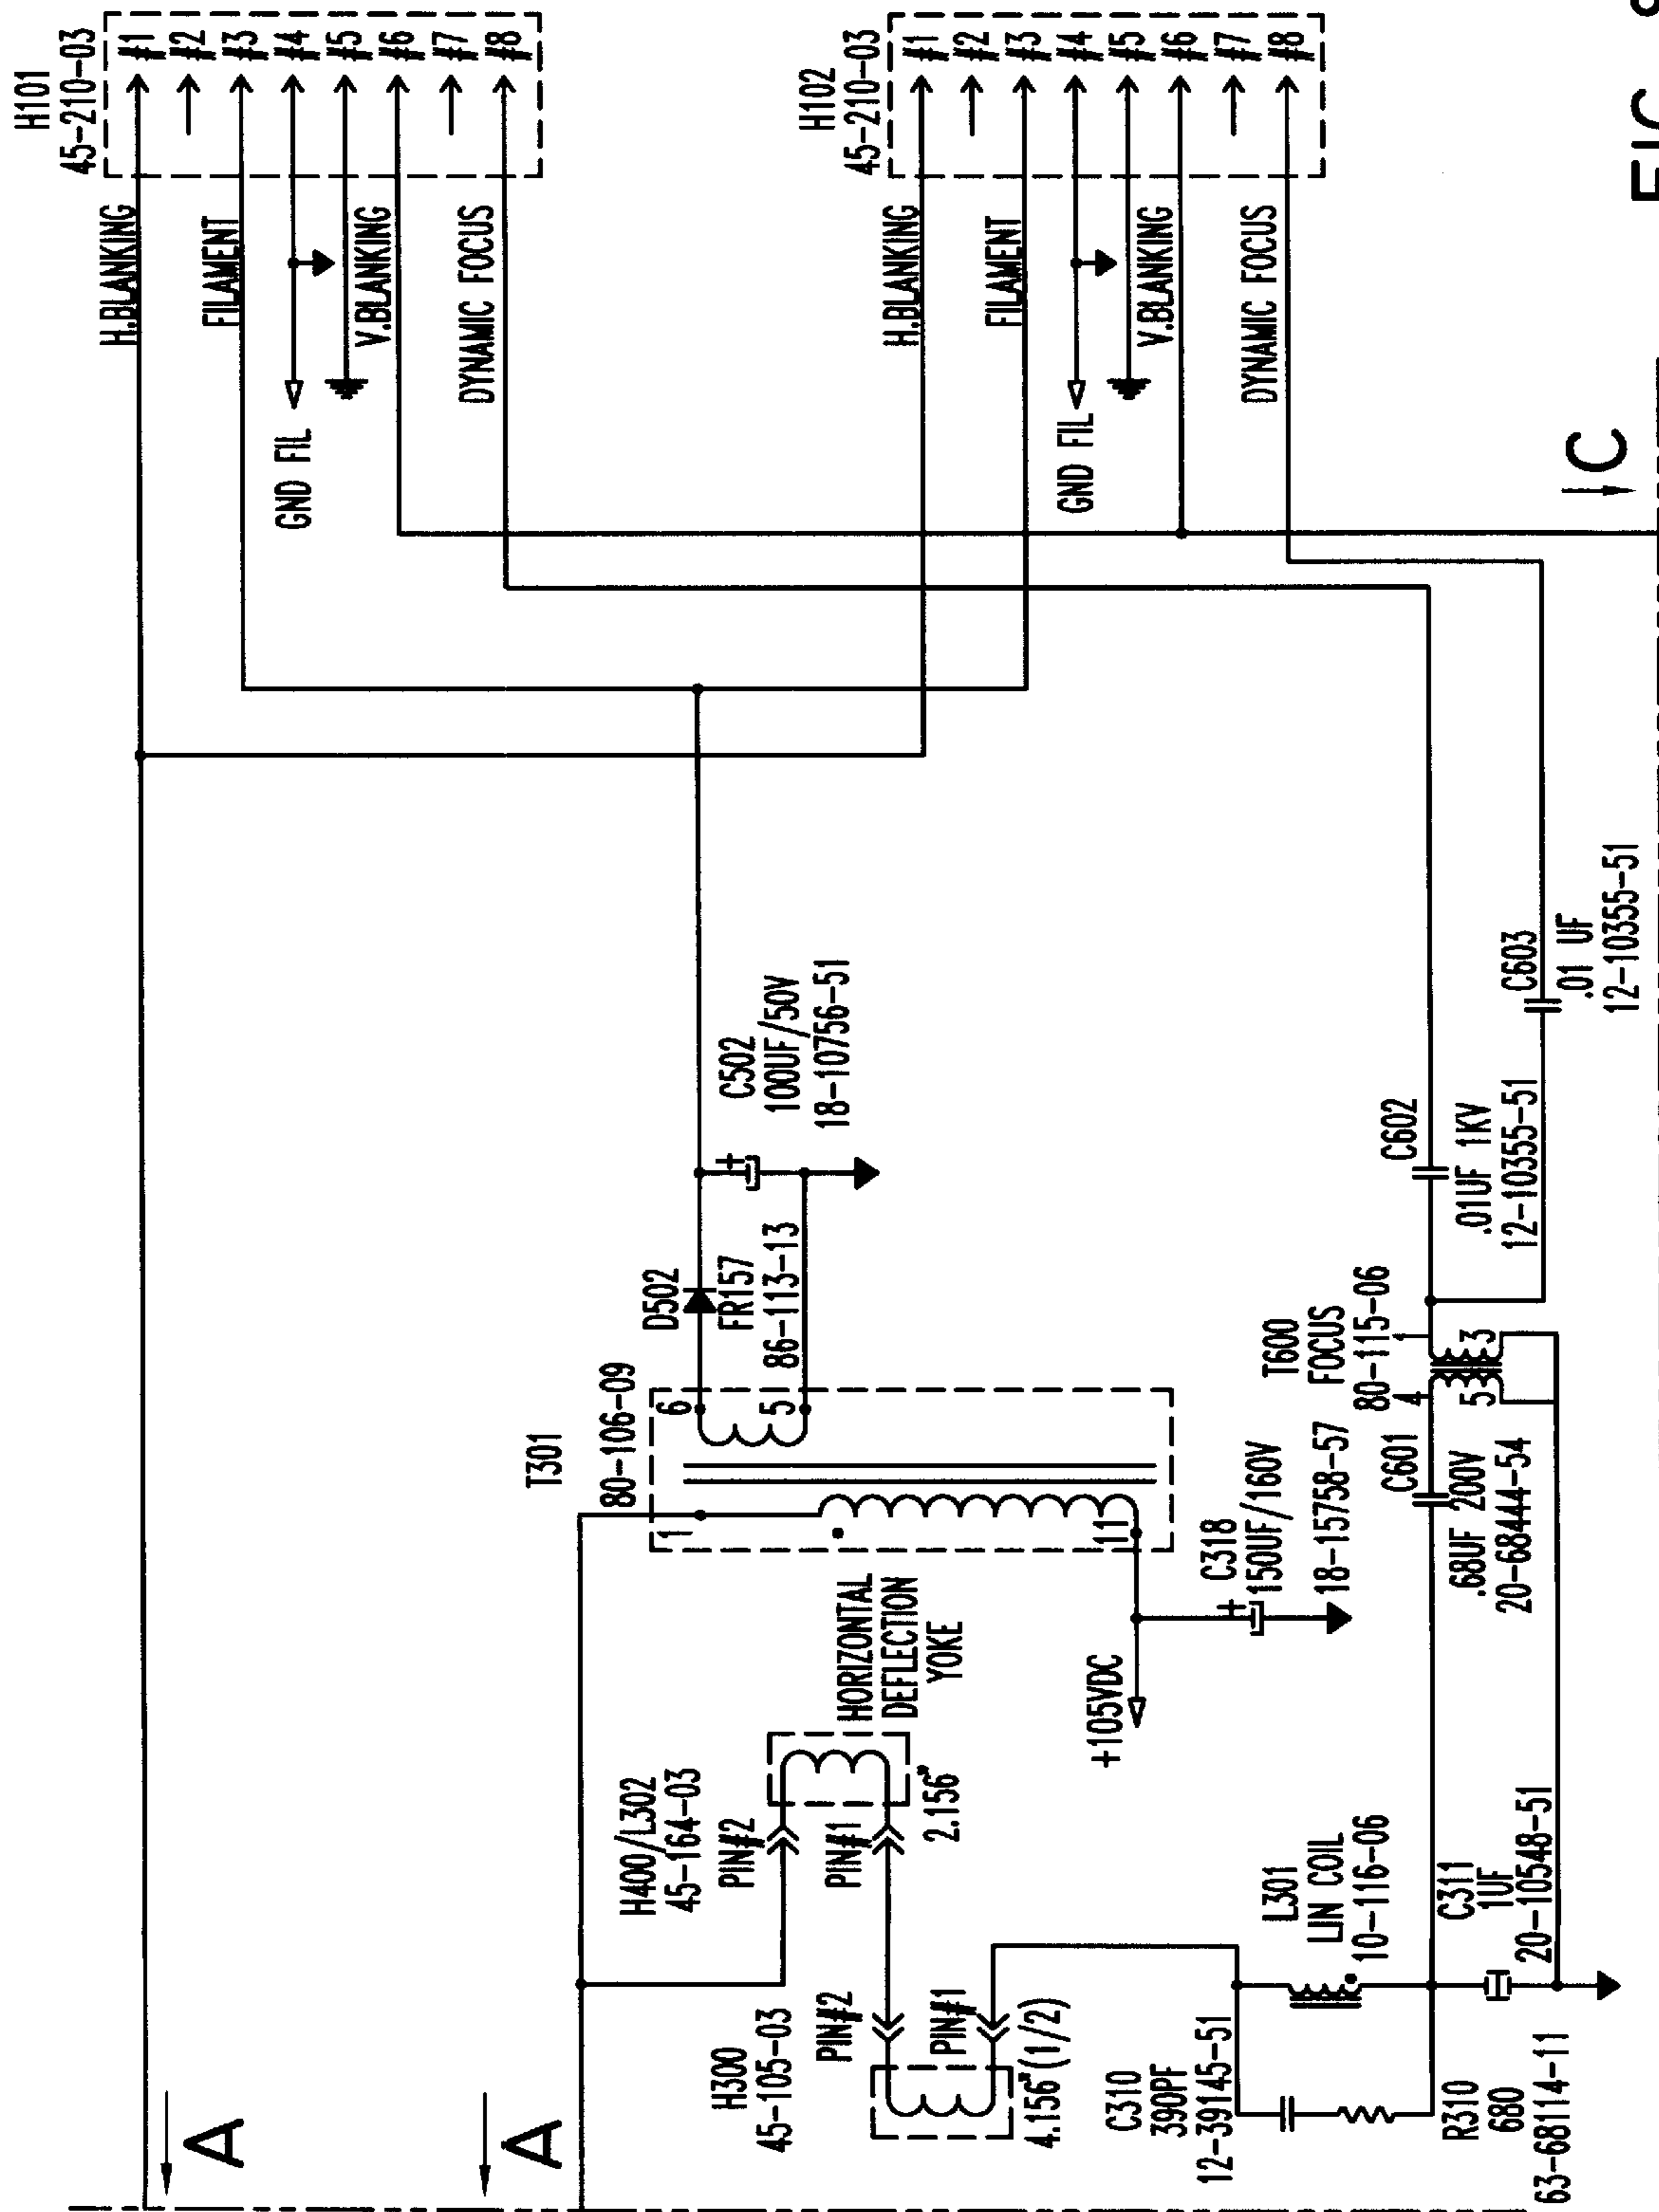 H101
45-210-03
#1
#2
#3
#4
#5
#6
#7
#8
H.BLANKING
FILAMENT
GND FIL
V.BLANKING
DYNAMIC FOCUS
H102
45-210-03
#1
#2
#3
#4
#5
#6
#7
#8
H.BLANKING
FILAMENT
GND FIL
V.BLANKING
DYNAMIC FOCUS
C
A
A
T301
80-106-09
1
11
6
5
D502
FR157
86-113-13
C502
+
100UF/50V
18-10756-51
H400/L302
45-164-03
PIN#2
PIN#1
HORIZONTAL
DEFLECTION
YOKE
2.156"
H300
45-105-03
PIN#2
PIN#1
4.156"(1/2)
+105VDC
C318
+
150UF/160V
18-15758-57
T600
FOCUS
80-115-06
4
1
5
3
C601
.68UF 200V
20-68444-54
C602
.01UF 1KV
12-10355-51
C603
.01 UF
12-10355-51
L301
LIN COIL
10-116-06
C311
1UF
20-10548-51
C310
390PF
12-39145-51
R310
680
63-68114-11